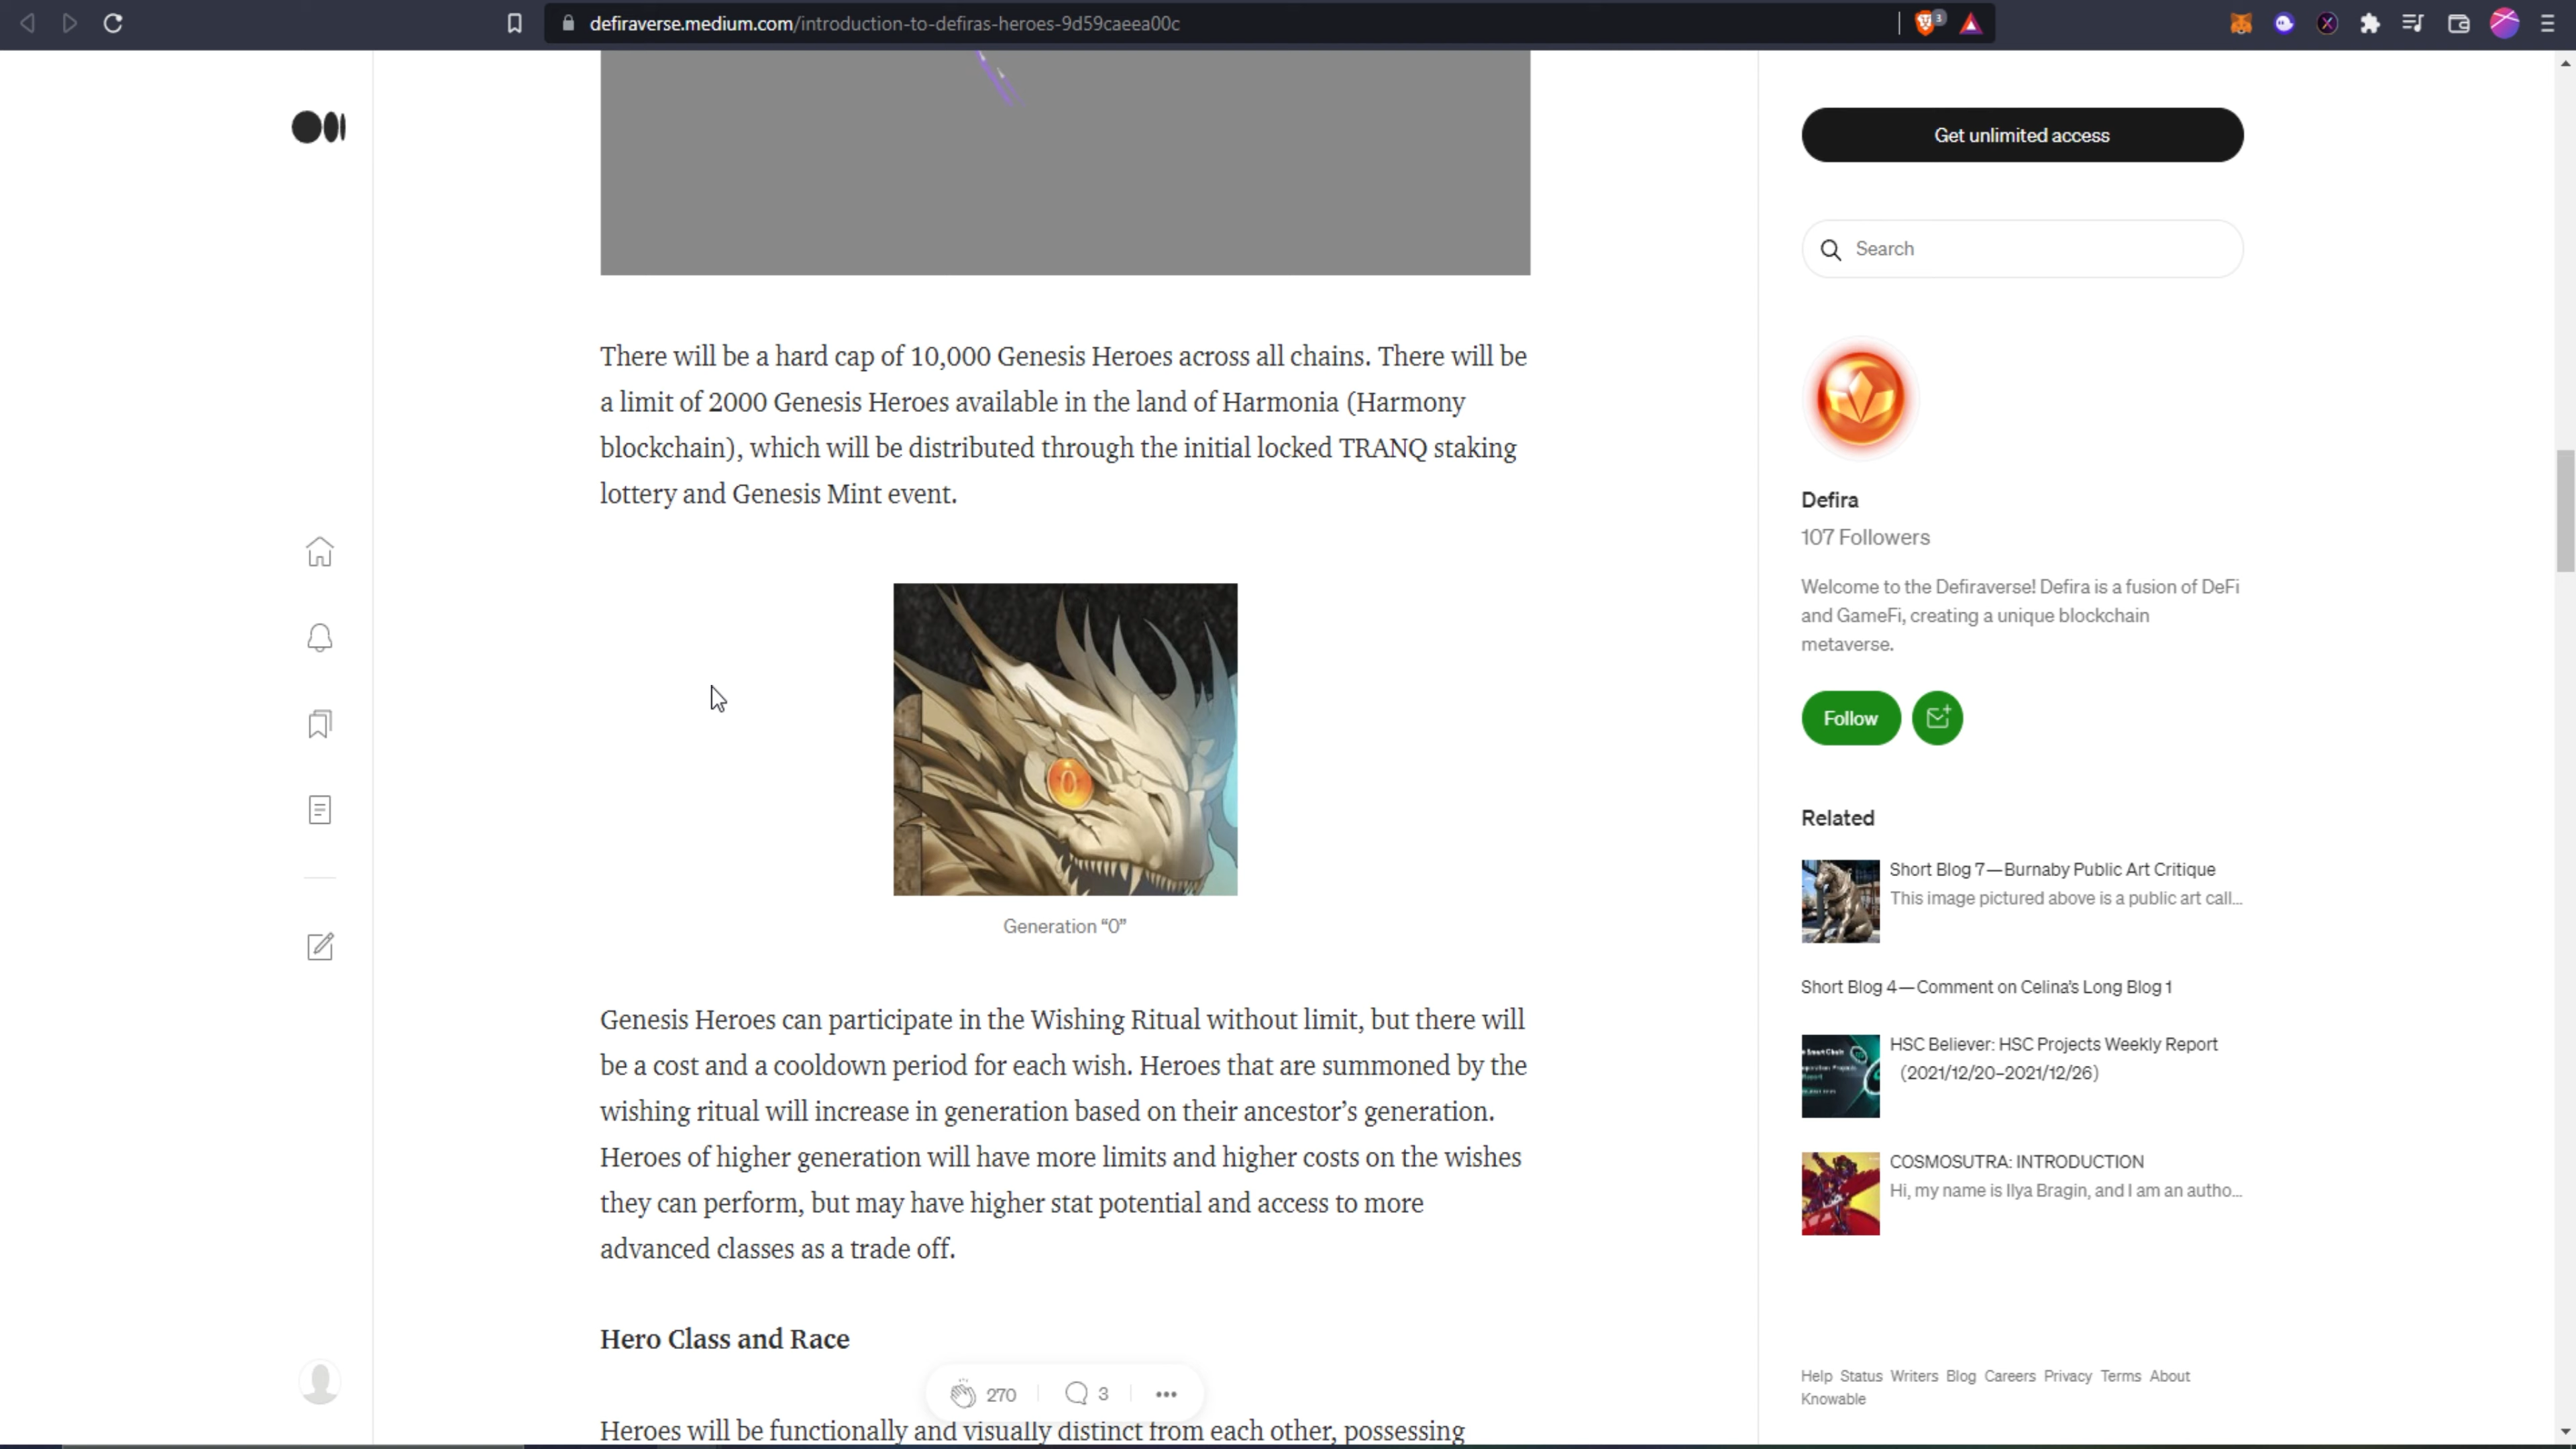 defiraverse.medium.com/introduction-to-defiras-heroes-9d59caeea00c
3
Get unlimited access
Search
There will be a hard cap of 10,000 Genesis Heroes across all chains. There will be
a limit of 2000 Genesis Heroes available in the land of Harmonia (Harmony
blockchain), which will be distributed through the initial locked TRANQ staking
lottery and Genesis Mint event.
0
Generation “0”
Genesis Heroes can participate in the Wishing Ritual without limit, but there will
be a cost and a cooldown period for each wish. Heroes that are summoned by the
wishing ritual will increase in generation based on their ancestor’s generation.
Heroes of higher generation will have more limits and higher costs on the wishes
they can perform, but may have higher stat potential and access to more
advanced classes as a trade off.
Hero Class and Race
270
3
Heroes will be functionally and visually distinct from each other, possessing
Defira
107 Followers
Welcome to the Defiraverse! Defira is a fusion of DeFi
and GameFi, creating a unique blockchain
metaverse.
Follow
Related
Short Blog 7—Burnaby Public Art Critique
This image pictured above is a public art call...
Short Blog 4—Comment on Celina’s Long Blog 1
HSC Believer: HSC Projects Weekly Report
(2021/12/20–2021/12/26)
COSMOSUTRA: INTRODUCTION
Hi, my name is Ilya Bragin, and I am an autho...
Help Status Writers Blog Careers Privacy Terms About
Knowable